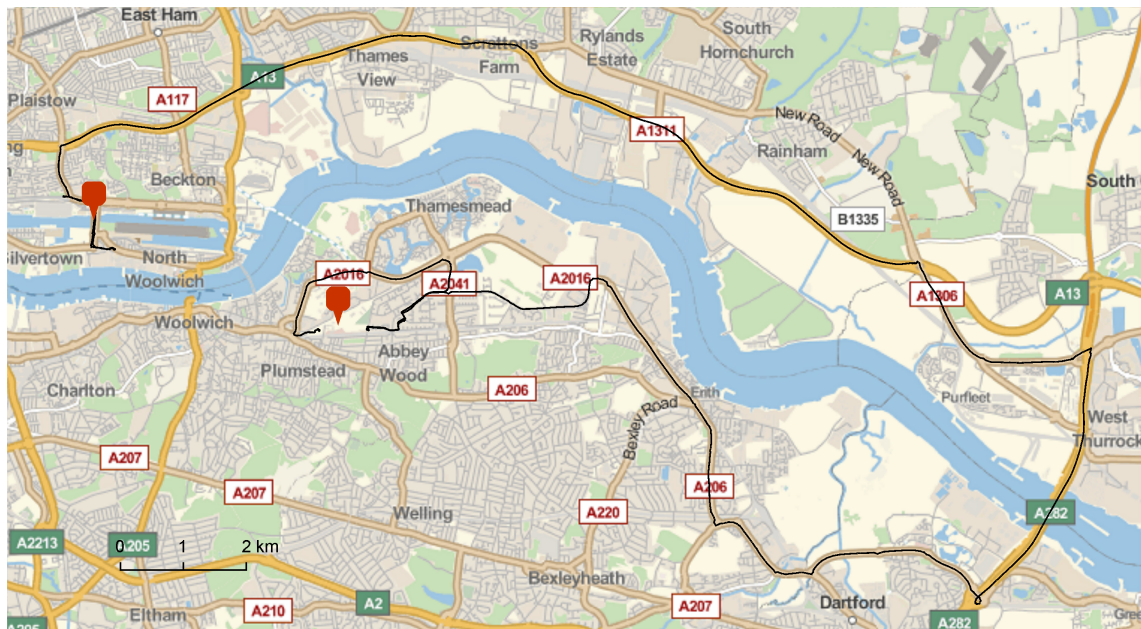 East Ham
South
Hornchurch
Rylands
Estate
Scrattons
Farm
Thames
View
A13
Plaistow
A117
ng
A1311
New Road
Rainham
New Road
Beckton
South
B1335
Thamesmead
Silvertown
North
Woolwich
A2016
A2041
A2016
A1306
A13
Woolwich
Abbey
Wood
Plumstead
Charlton
A206
Erith
Purfleet
Bexley Road
West
Thurrock
A207
A207
A206
A220
Welling
A282
A2213
A205
0 1 2 km
Bexleyheath
Eltham
A210
A2
A207
Dartford
A282
Gre
A205